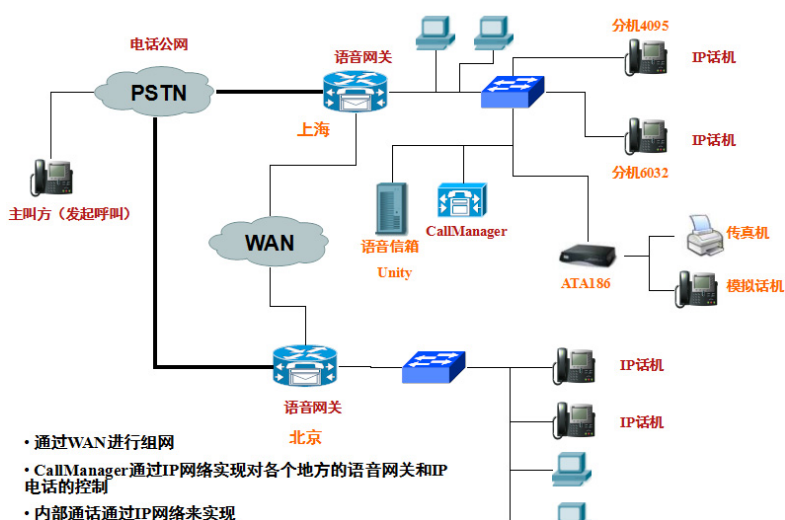 分机4095
电话公网
语音网关
IP话机
PSTN
上海
IP话机
分机6032
主叫方（发起呼叫）
CallManager
语音信箱
Unity
WAN
传真机
ATA186
模拟话机
IP话机
语音网关
IP话机
北京
• 通过WAN进行组网
• CallManager通过IP网络实现对各个地方的语音网关和IP
电话的控制
• 内部通话通过IP网络来实现